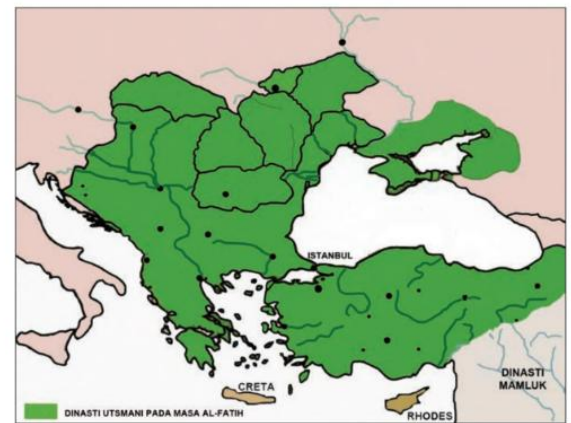 ISTANBUL
DINASTI
MAMLUK
CRETA
RHODES
DINASTI UTSMANI PADA MASA AL-FATIH